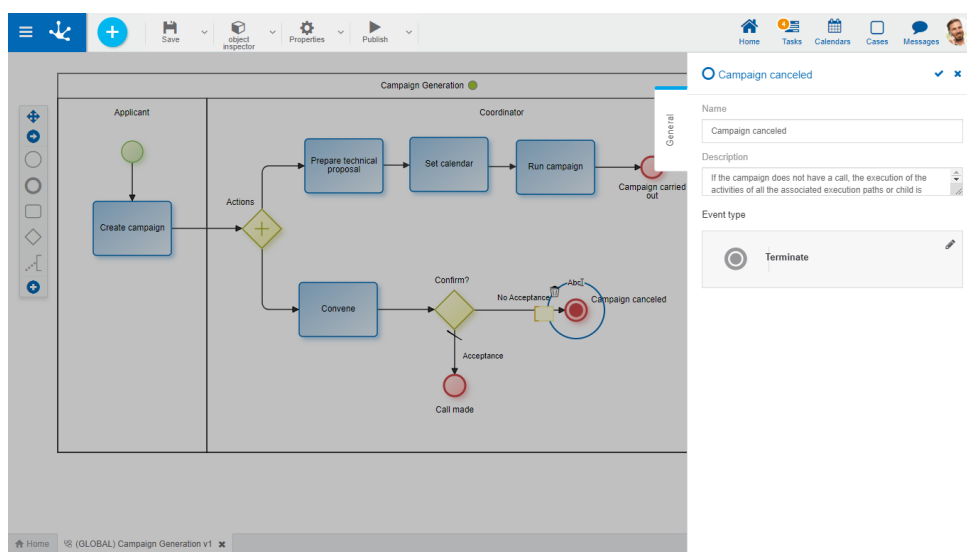 Save
object
inspector
Properties
Publish
Home
4
Tasks
Calendars
Cases
Messages
Campaign Generation
Applicant
Coordinator
Create campaign
Actions
Prepare technical
proposal
Set calendar
Run campaign
Campaign carried
out
Convene
Confirm?
No Acceptance
Abc
Campaign canceled
Acceptance
Call made
General
Campaign canceled
Name
Campaign canceled
Description
If the campaign does not have a call, the execution of the
activities of all the associated execution paths or child is
Event type
Terminate
Home
(GLOBAL) Campaign Generation v1